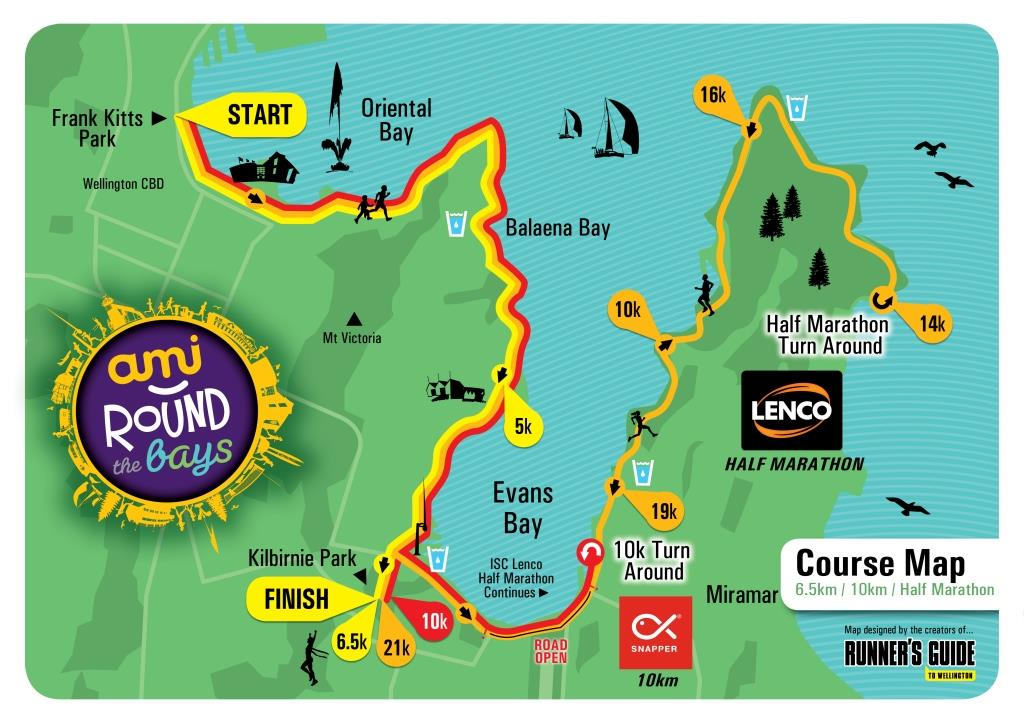 Frank Kitts
Park
START
Wellington CBD
Oriental
Bay
Balaena Bay
Mt Victoria
ami
ROUND
the bays
5k
16k
10k
14k
Half Marathon
Turn Around
LENCO
HALF MARATHON
Evans
Bay
19k
10k Turn
Around
ISC Lenco
Half Marathon
Continues
Kilbirnie Park
FINISH
6.5k
21k
10k
ROAD
OPEN
SNAPPER
10km
Miramar
Course Map
6.5km / 10km / Half Marathon
Map designed by the creators of...
RUNNER'S GUIDE
TO WELLINGTON